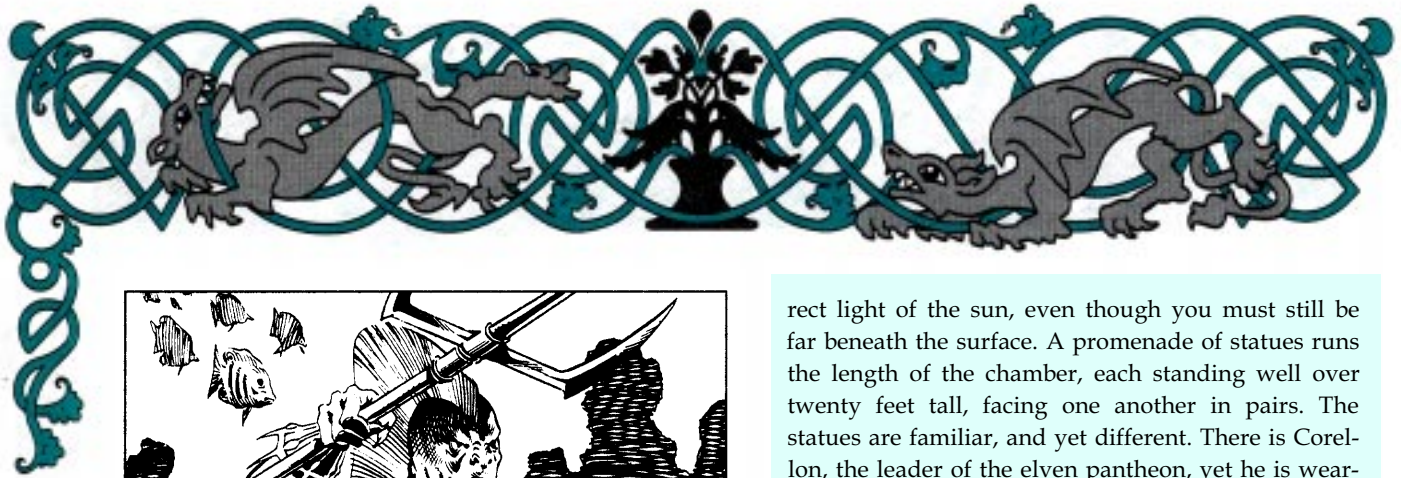 rect light of the sun, even though you must still be
far beneath the surface. A promenade of statues runs
the length of the chamber, each standing well over
twenty feet tall, facing one another in pairs. The
statues are familiar, and yet different. There is Corel-
lon, the leader of the elven pantheon, yet he is wear-